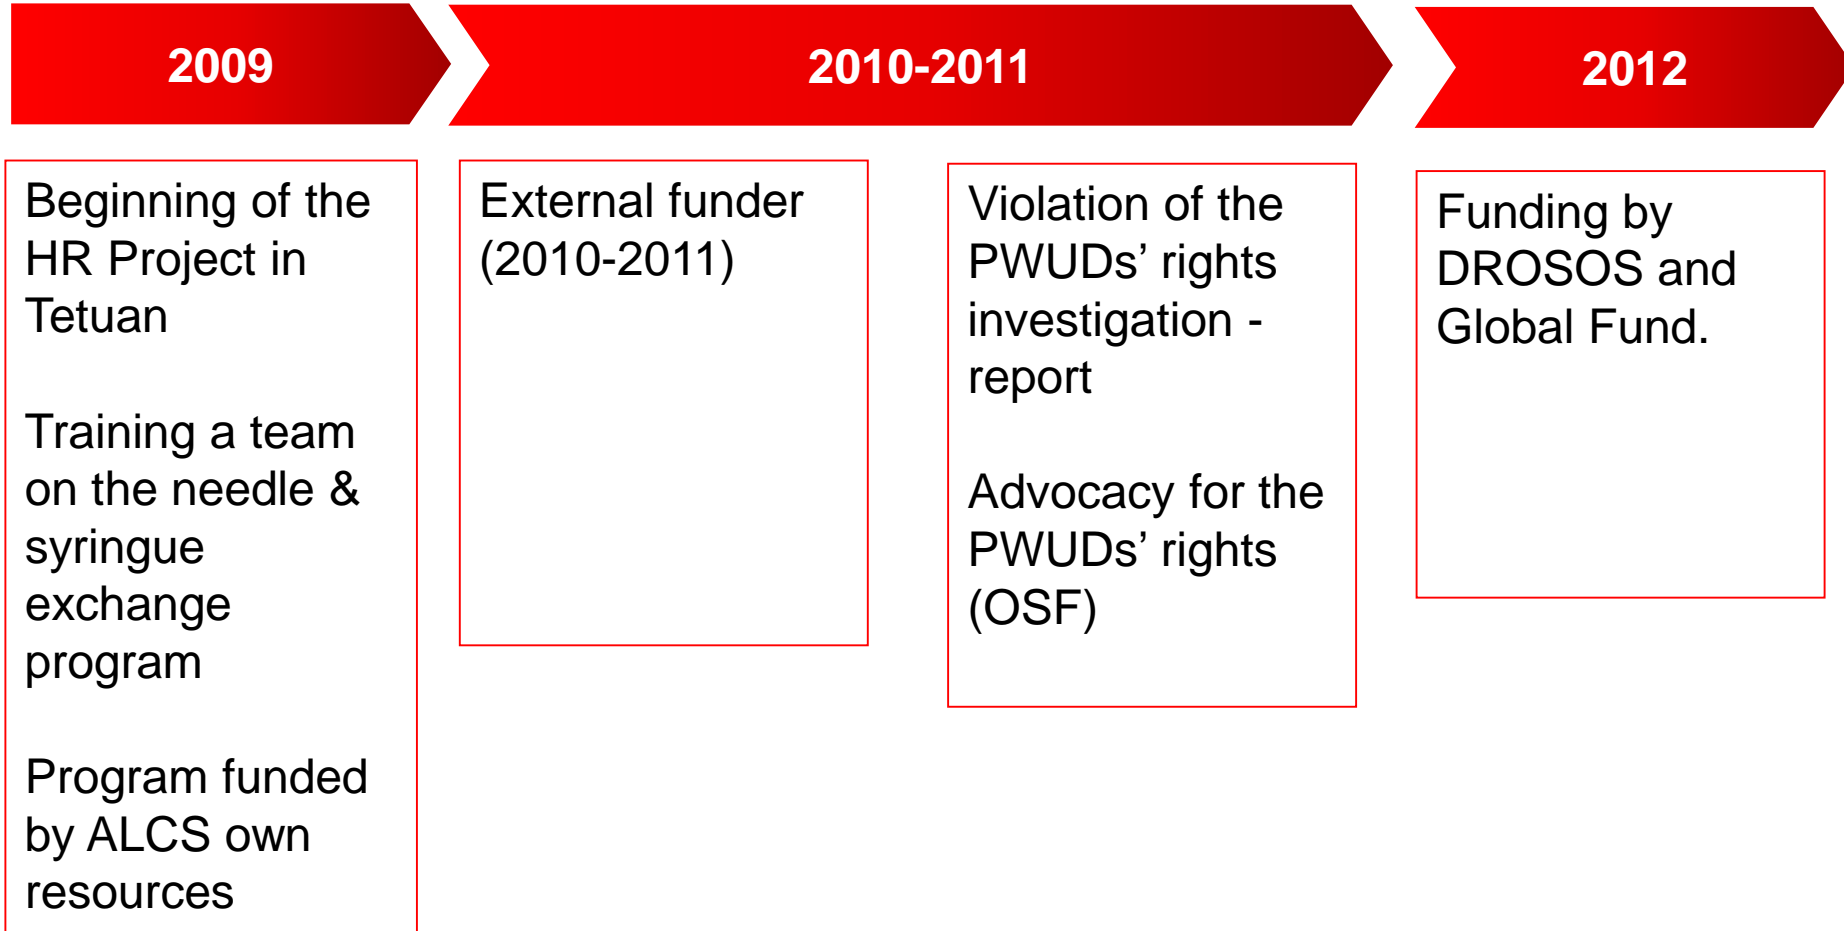 2009
2010-2011
2012
Beginning of the
HR Project in
Tetuan
Training a team
on the needle &
syringue
exchange
program
Program funded
by ALCS own
resources
External funder
(2010-2011)
Violation of the
PWUDs’ rights
investigation -
report
Advocacy for the
PWUDs’ rights
(OSF)
Funding by
DROSOS and
Global Fund.